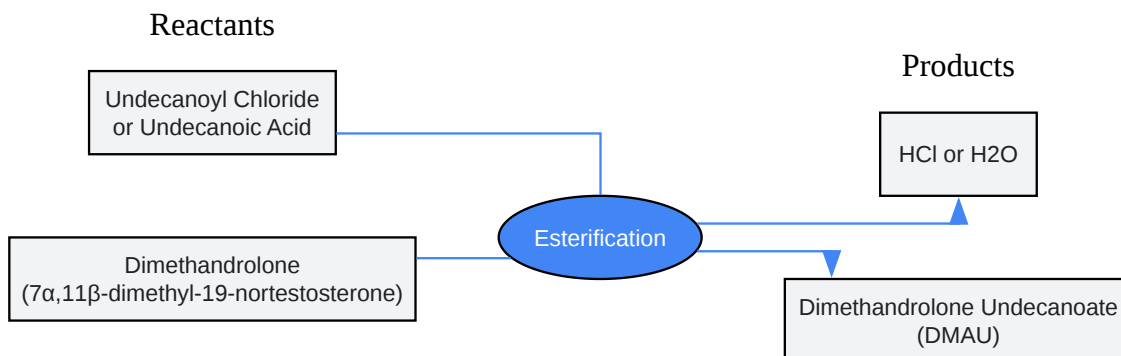 Reactants
Undecanoyl Chloride
or Undecanoic Acid
Dimethandrolone
(7α,11β-dimethyl-19-nortestosterone)
Esterification
Products
HCl or H2O
Dimethandrolone Undecanoate
(DMAU)